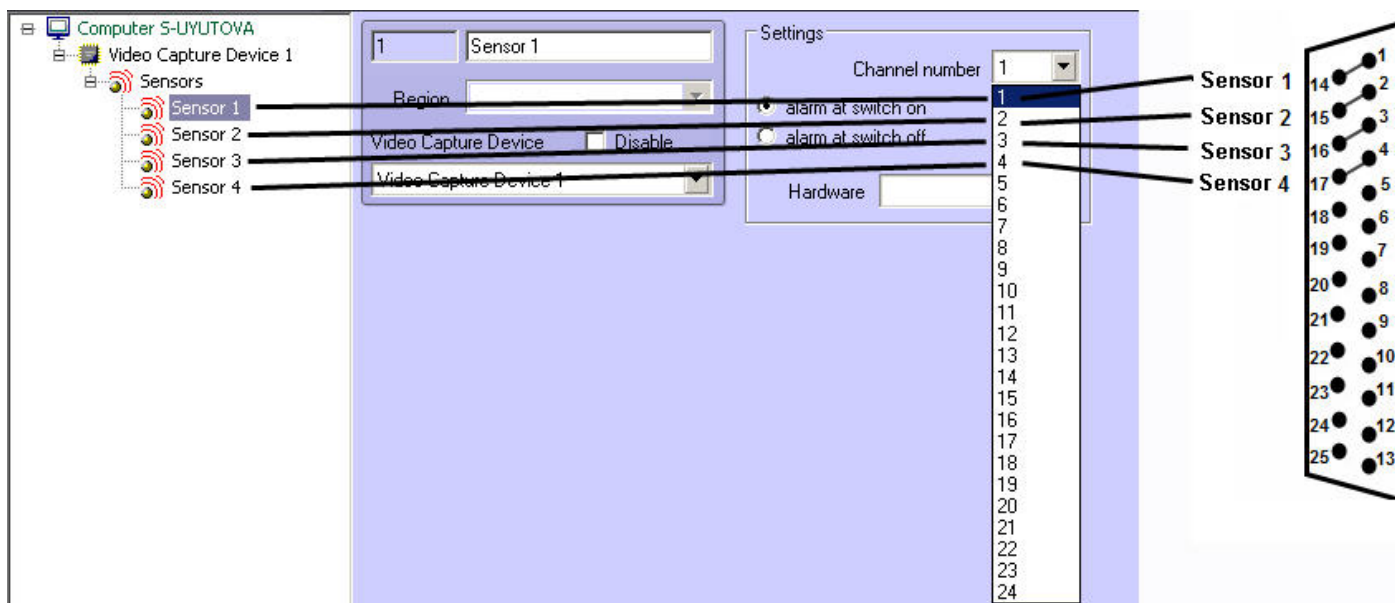 Computer S-UYUTOVA
Video Capture Device 1
Sensors
Sensor 1
Sensor 2
Sensor 3
Sensor 4
1
Sensor 1
Region
Video Capture Device
Disable
Video Capture Device 1
Settings
Channel number
1
alarm at switch on
alarm at switch off
Hardware
1
2
3
4
5
6
7
8
9
10
11
12
13
14
15
16
17
18
19
20
21
22
23
24
Sensor 1
Sensor 2
Sensor 3
Sensor 4
1
14
2
15
3
16
4
17
5
18
6
19
7
20
8
21
9
22
10
23
11
24
12
25
13